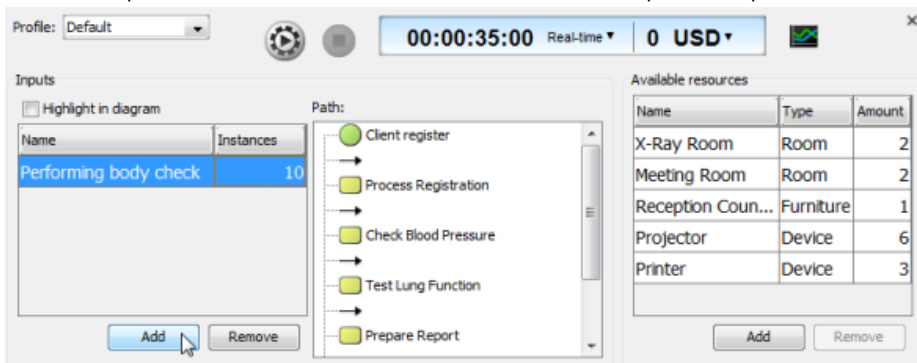 Profile: Default
00:00:35:00 Real-time
0 USD
Inputs
Highlight in diagram
Name Instances
Performing body check 10
Add Remove
Path:
Client register
Process Registration
Check Blood Pressure
Test Lung Function
Prepare Report
Available resources
Name Type Amount
X-Ray Room Room 2
Meeting Room Room 2
Reception Coun... Furniture 1
Projector Device 6
Printer Device 3
Add Remove